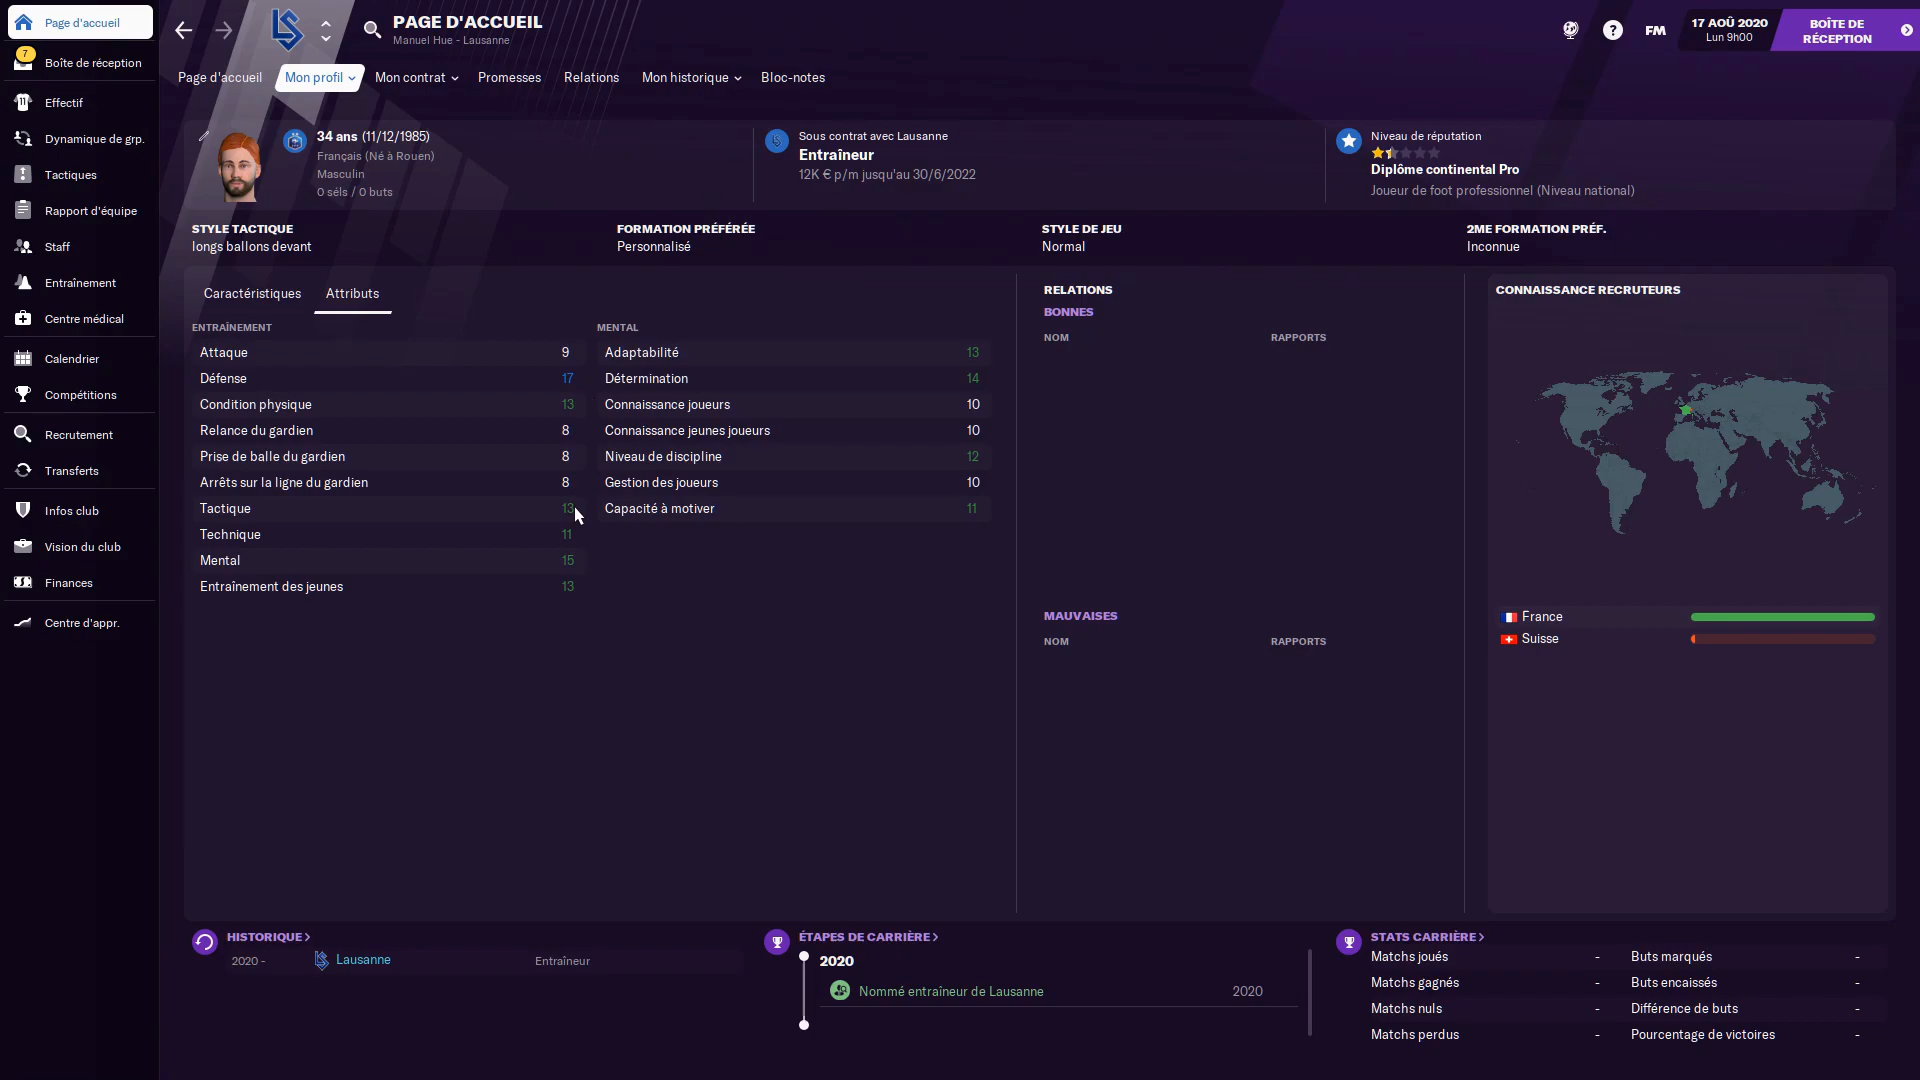 Page d'accueil
7
Boîte de réception
Effectif
Dynamique de grp.
Tactiques
Rapport d'équipe
Staff
Entraînement
Centre médical
Calendrier
Compétitions
Recrutement
Transferts
Infos club
Vision du club
Finances
Centre d'appr.
PAGE D'ACCUEIL
Manuel Hue - Lausanne
FM
17 AOÛ 2020
Lun 9h00
BOÎTE DE
RÉCEPTION
Page d'accueil Mon profil Mon contrat Promesses Relations Mon historique Bloc-notes
34 ans (11/12/1985)
Français (Né à Rouen)
Masculin
0 séls / 0 buts
Sous contrat avec Lausanne
Entraîneur
12K € p/m jusqu'au 30/6/2022
Niveau de réputation
Diplôme continental Pro
Joueur de foot professionnel (Niveau national)
STYLE TACTIQUE
longs ballons devant
FORMATION PRÉFÉRÉE
Personnalisé
STYLE DE JEU
Normal
2ME FORMATION PRÉF.
Inconnue
Caractéristiques Attributs
ENTRAÎNEMENT
Attaque 9
Défense 17
Condition physique 13
Relance du gardien 8
Prise de balle du gardien 8
Arrêts sur la ligne du gardien 8
Tactique 13
Technique 11
Mental 15
Entraînement des jeunes 13
MENTAL
Adaptabilité 13
Détermination 14
Connaissance joueurs 10
Connaissance jeunes joueurs 10
Niveau de discipline 12
Gestion des joueurs 10
Capacité à motiver 11
RELATIONS
BONNES
NOM RAPPORTS
MAUVAISES
NOM RAPPORTS
CONNAISSANCE RECRUTEURS
France
Suisse
HISTORIQUE >
2020 - Lausanne Entraîneur
ÉTAPES DE CARRIÈRE >
2020
Nommé entraîneur de Lausanne 2020
STATS CARRIÈRE >
Matchs joués - Buts marqués -
Matchs gagnés - Buts encaissés -
Matchs nuls - Différence de buts -
Matchs perdus - Pourcentage de victoires -